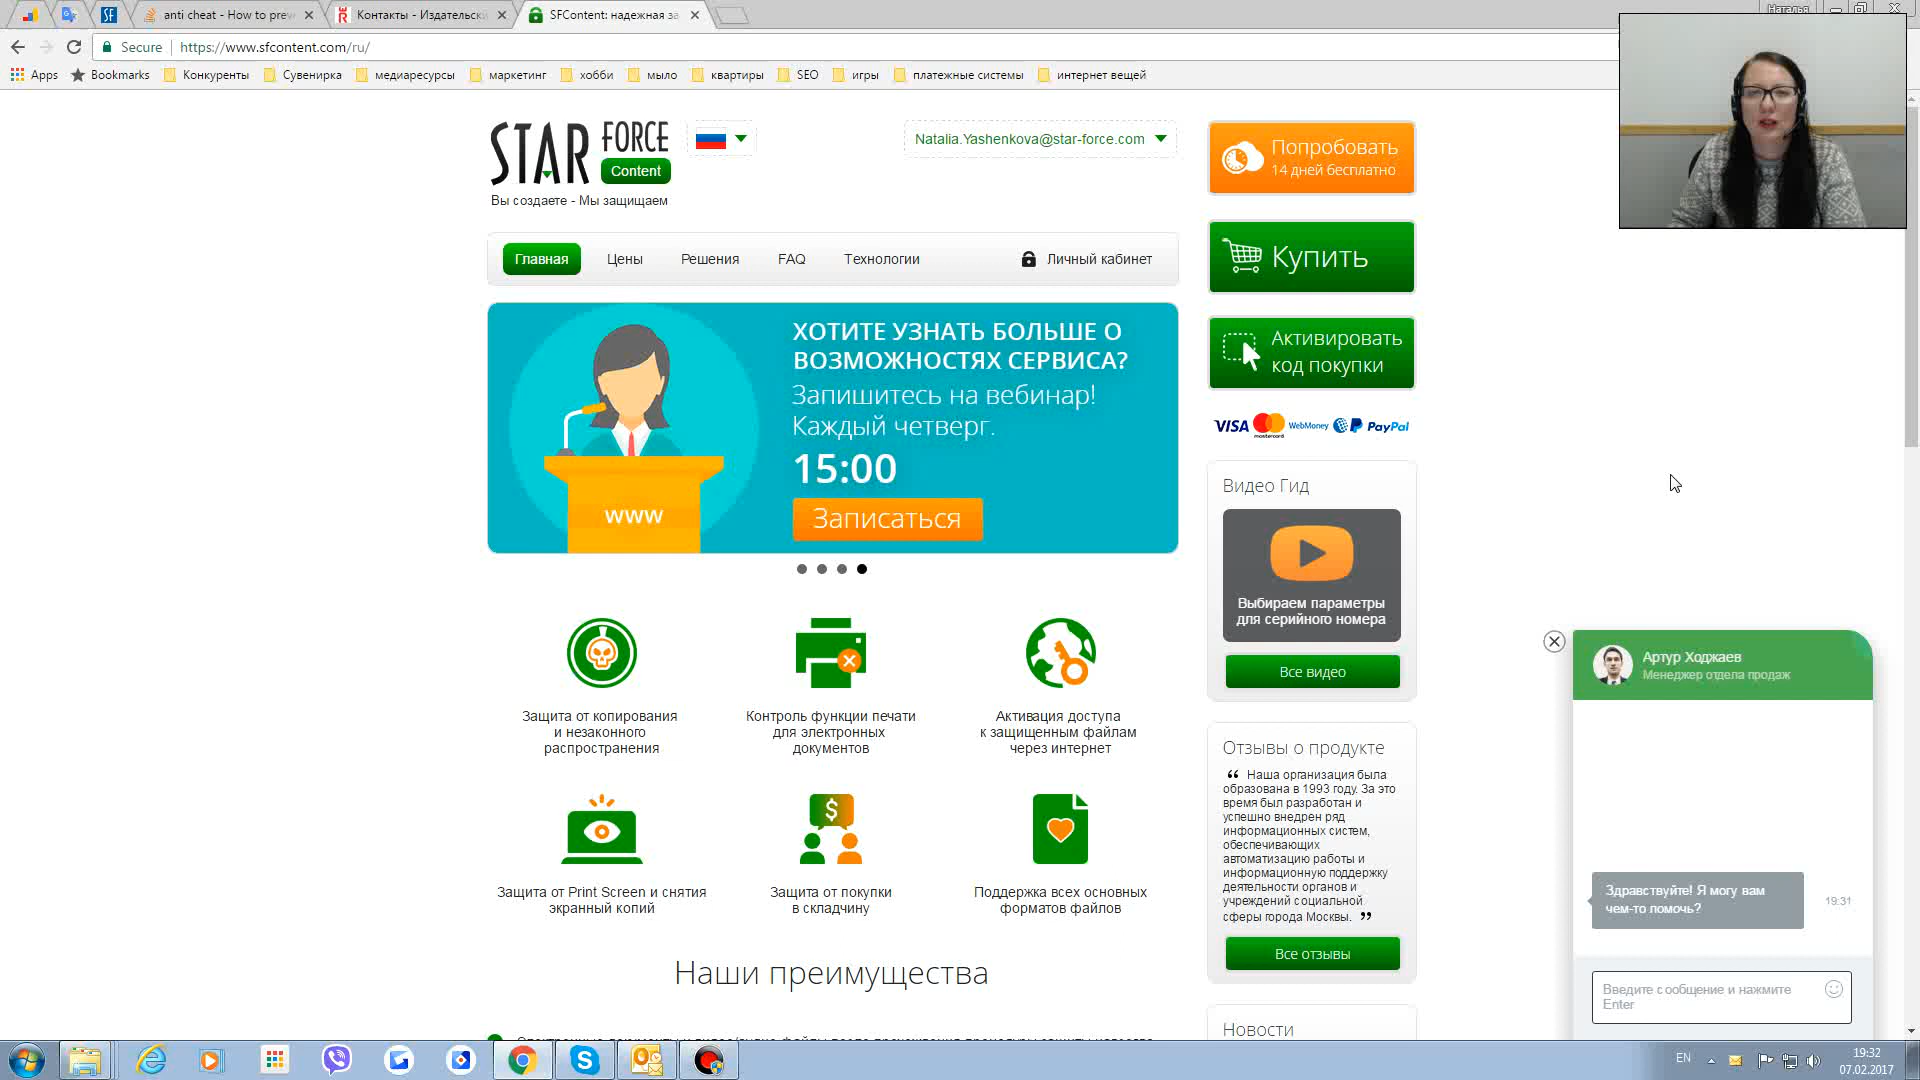 anti cheat - How to prev
Контакты - Издательски
SFContent: надежная за
Наталья
Secure
https://www.sfcontent.com/ru/
Apps
Bookmarks
Конкуренты
Сувенирка
медиаресурсы
маркетинг
хобби
мыло
квартиры
SEO
игры
платежные системы
интернет вещей
STAR FORCE
Content
Вы создаете - Мы защищаем
Natalia.Yashenkova@star-force.com
Попробовать
14 дней бесплатно
Купить
Активировать
код покупки
Главная
Цены
Решения
FAQ
Технологии
Личный кабинет
ХОТИТЕ УЗНАТЬ БОЛЬШЕ О
ВОЗМОЖНОСТЯХ СЕРВИСА?
Запишитесь на вебинар!
Каждый четверг.
15:00
Записаться
www
VISA
mastercard
WebMoney
PayPal
Видео Гид
Выбираем параметры
для серийного номера
Все видео
Защита от копирования
и незаконного
распространения
Контроль функции печати
для электронных
документов
Активация доступа
к защищенным файлам
через интернет
Защита от Print Screen и снятия
экранный копий
Защита от покупки
в складчину
Поддержка всех основных
форматов файлов
Отзывы о продукте
“ Наша организация была
образована в 1993 году. За это
время был разработан и
успешно внедрен ряд
информационных систем,
обеспечивающих
автоматизацию работы и
информационную поддержку
деятельности органов и
учреждений социальной
сферы города Москвы. ”
Все отзывы
Новости
Наши преимущества
Артур Ходжаев
Менеджер отдела продаж
Здравствуйте! Я могу вам
чем-то помочь?
19:31
Введите сообщение и нажмите
Enter
EN
19:32
07.02.2017